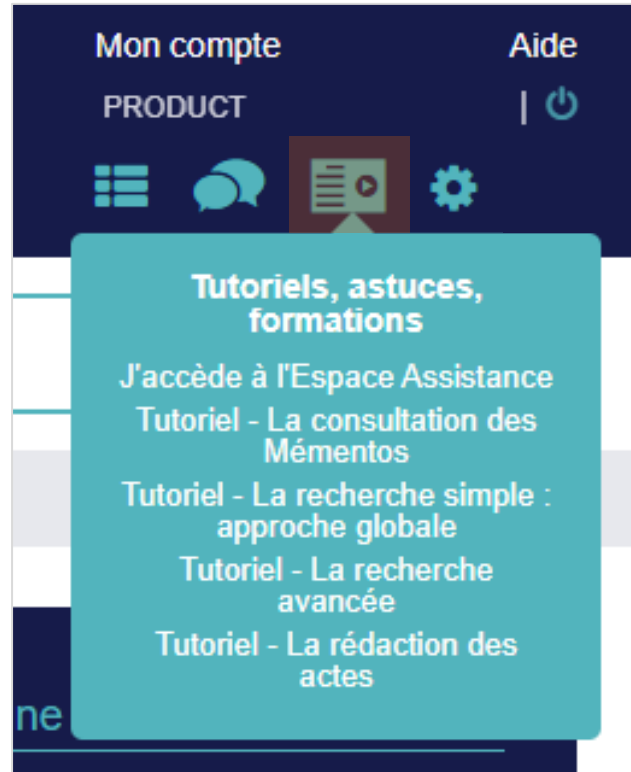 Mon compte Aide
PRODUCT |
Tutoriels, astuces,
formations
J'accède à l'Espace Assistance
Tutoriel - La consultation des
Mémentos
Tutoriel - La recherche simple :
approche globale
Tutoriel - La recherche
avancée
Tutoriel - La rédaction des
actes
ne